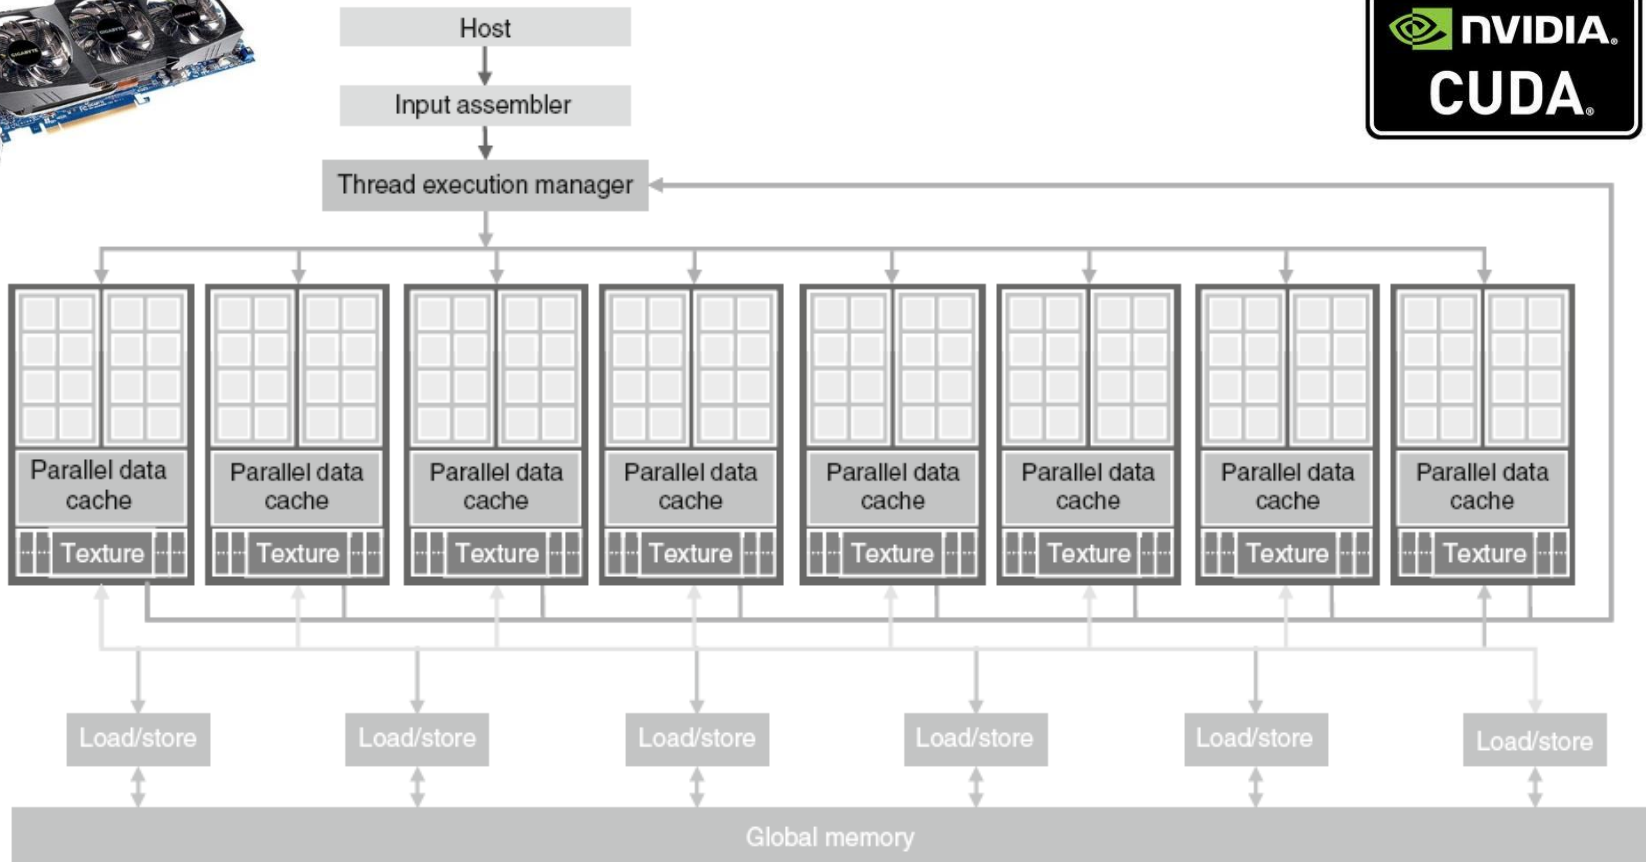 Host
NVIDIA®
CUDA®
Input assembler
Thread execution manager
Parallel data
cache
Parallel data
cache
Parallel data
cache
Parallel data
cache
Parallel data
cache
Parallel data
cache
Parallel data
cache
Parallel data
cache
Texture
Texture
Texture
Texture
Texture
Texture
Texture
Texture
Load/store
Load/store
Load/store
Load/store
Load/store
Load/store
Global memory